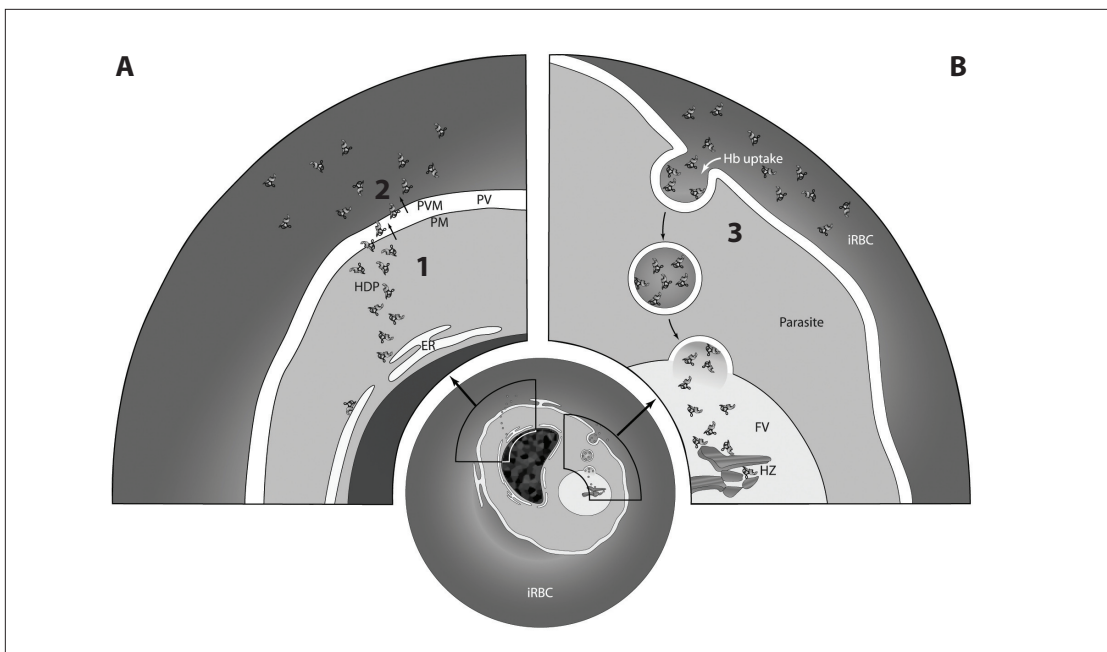 A
B
2
PVM
PV
PM
1
HDP
ER
Hb uptake
3
iRBC
Parasite
FV
HZ
iRBC